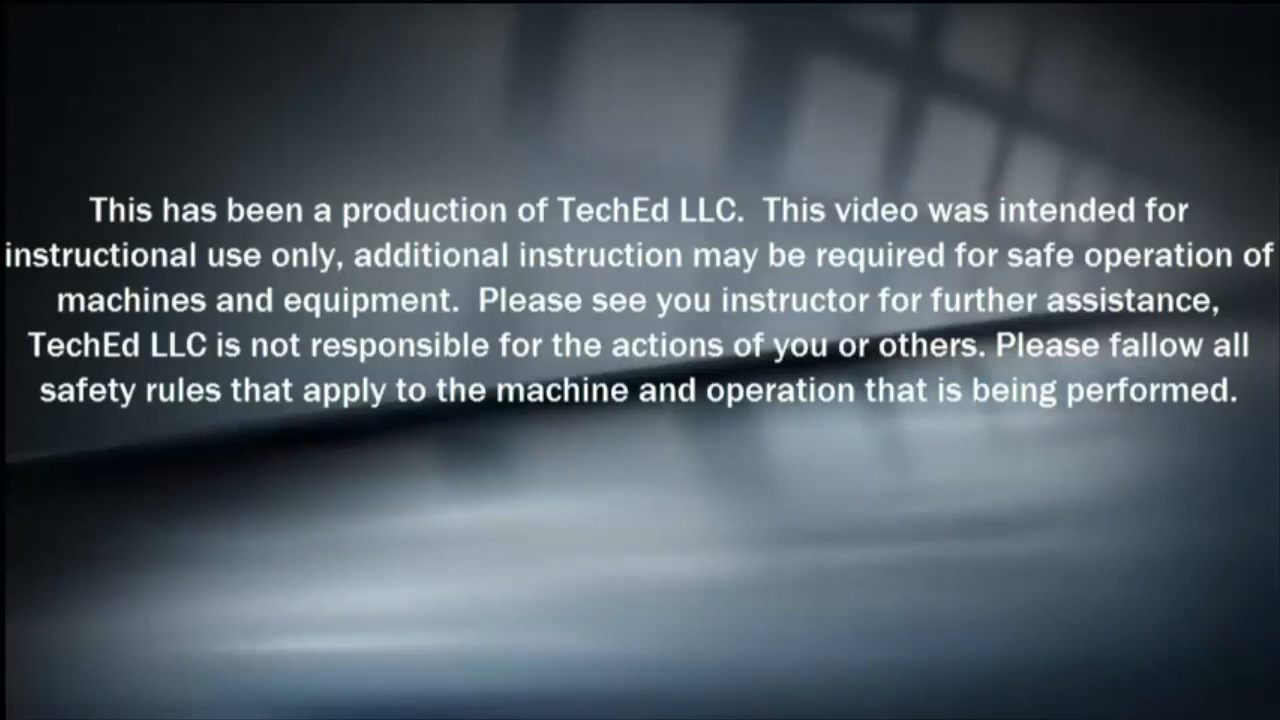 This has been a production of TechEd LLC.  This video was intended for
instructional use only, additional instruction may be required for safe operation of
machines and equipment.  Please see you instructor for further assistance,
TechEd LLC is not responsible for the actions of you or others. Please fallow all
safety rules that apply to the machine and operation that is being performed.